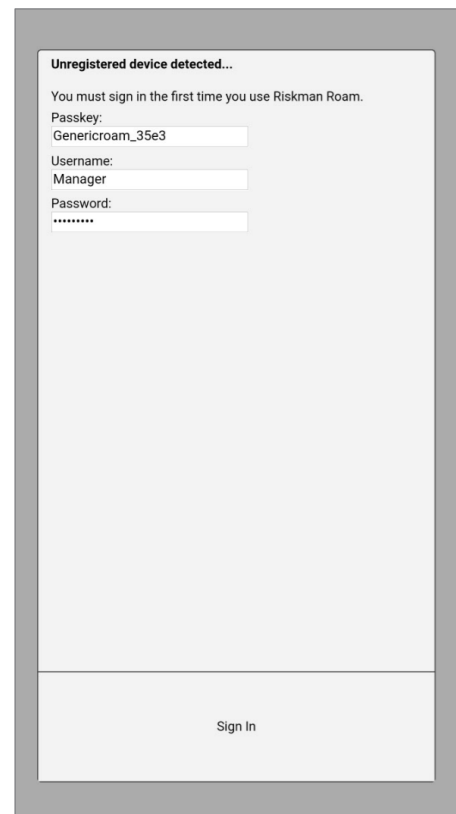 Unregistered device detected...
You must sign in the first time you use Riskman Roam.
Passkey:
Genericroam_35e3
Username:
Manager
Password:
•••••••••
Sign In